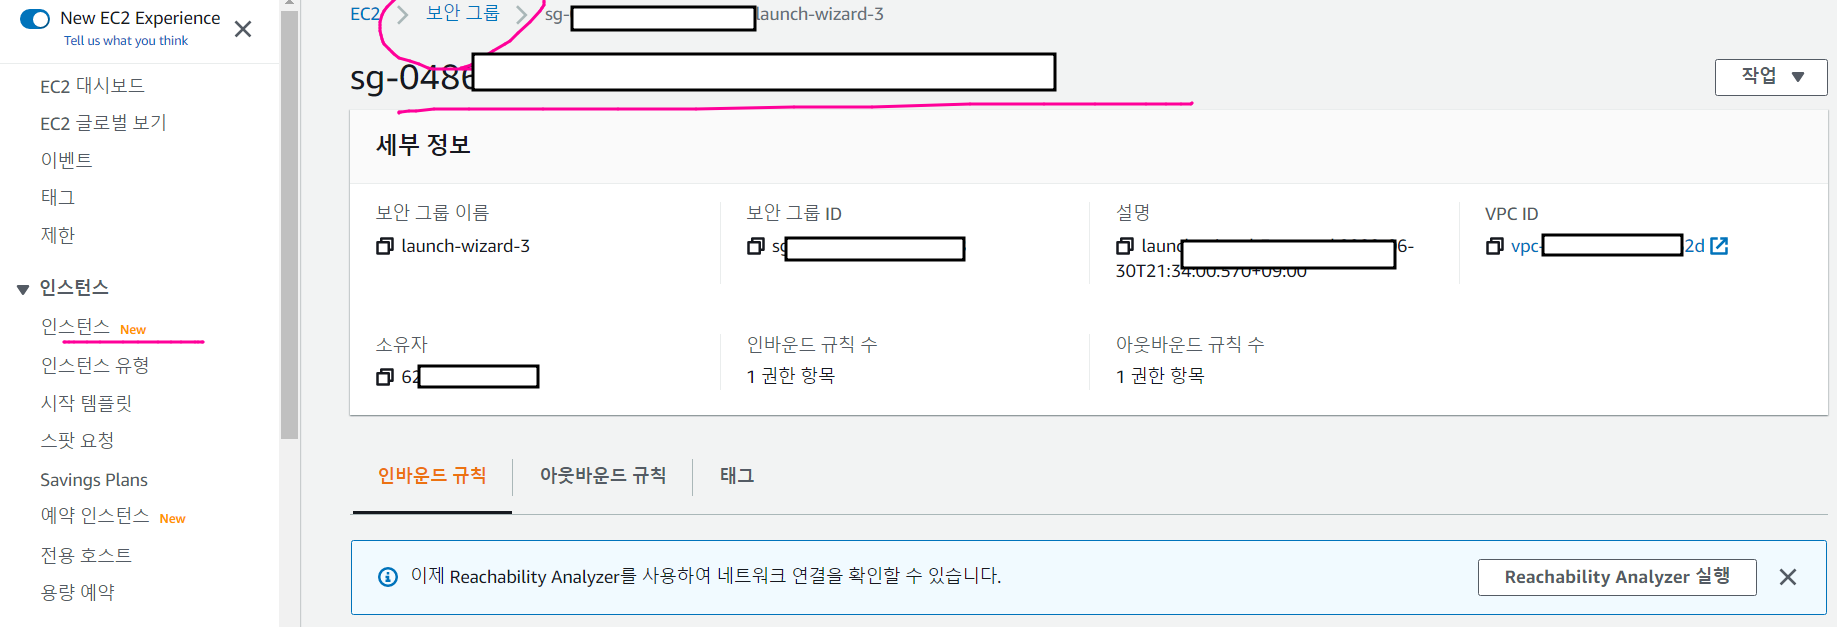 New EC2 Experience
Tell us what you think
EC2 대시보드
EC2 글로벌 보기
이벤트
태그
제한
인스턴스
인스턴스 New
인스턴스 유형
시작 템플릿
스팟 요청
Savings Plans
예약 인스턴스 New
전용 호스트
용량 예약
EC2 > 보안 그룹 > sg- launch-wizard-3
sg-0486
작업
세부 정보
보안 그룹 이름
launch-wizard-3
보안 그룹 ID
sg
설명
launc 6-
30T21:34:00.570+09:00
VPC ID
vpc- 2d
소유자
62
인바운드 규칙 수
1 권한 항목
아웃바운드 규칙 수
1 권한 항목
인바운드 규칙
아웃바운드 규칙
태그
이제 Reachability Analyzer를 사용하여 네트워크 연결을 확인할 수 있습니다.
Reachability Analyzer 실행